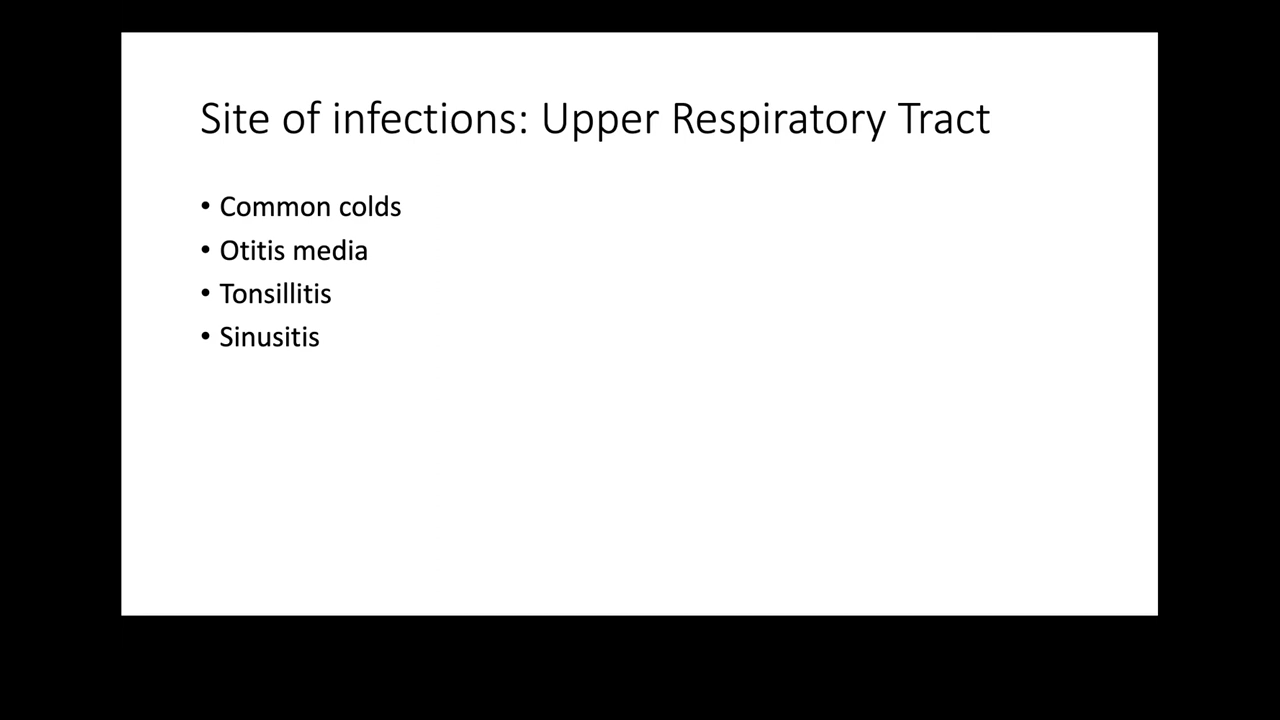 Site of infections: Upper Respiratory Tract
• Common colds
• Otitis media
• Tonsillitis
• Sinusitis